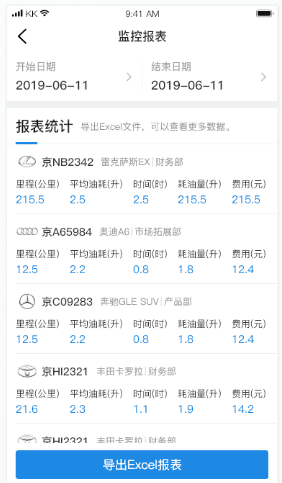 KK 9:41 AM
监控报表
开始日期 结束日期
2019-06-11 2019-06-11
报表统计 导出Excel文件，可以查看更多数据。
京NB2342 雷克萨斯EX 财务部
里程(公里) 平均油耗(升) 时间(时) 耗油量(升) 费用(元)
215.5 2.5 2.5 215.5 215.5
京A65984 奥迪A6 市场拓展部
里程(公里) 平均油耗(升) 时间(时) 耗油量(升) 费用(元)
12.5 2.2 0.8 1.8 12.4
京C09283 奔驰GLE SUV 产品部
里程(公里) 平均油耗(升) 时间(时) 耗油量(升) 费用(元)
12.5 2.2 0.8 1.8 12.4
京HI2321 丰田卡罗拉 财务部
里程(公里) 平均油耗(升) 时间(时) 耗油量(升) 费用(元)
21.6 2.3 1.1 1.9 14.2
京HI2321 丰田卡罗拉 财务部
导出Excel报表